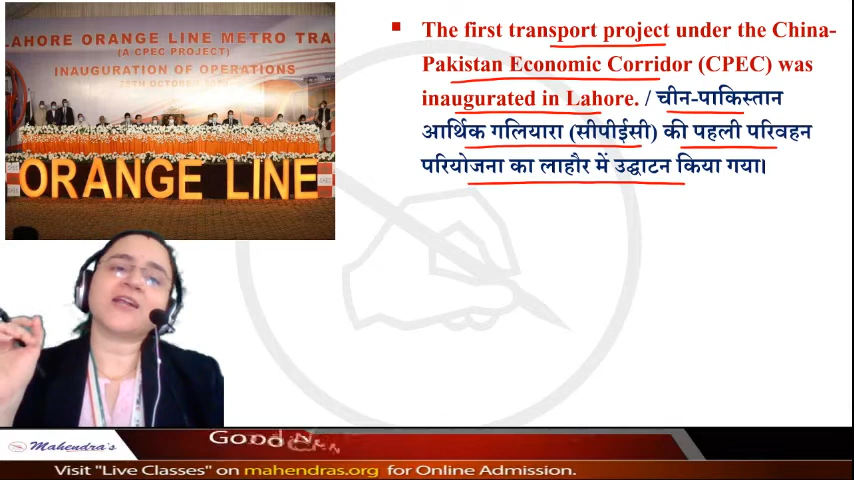 LAHORE ORANGE LINE METRO TRA
(A CPEC PROJECT)
INAUGURATION OF OPERATIONS
25TH OCTOBER
ORANGE LINE
▪ The first transport project under the China-
Pakistan Economic Corridor (CPEC) was
inaugurated in Lahore. / चीन-पाकिस्तान
आर्थिक गलियारा (सीपीईसी) की पहली परिवहन
परियोजना का लाहौर में उद्घाटन किया गया।
Mahendra's
Visit "Live Classes" on mahendras.org for Online Admission.